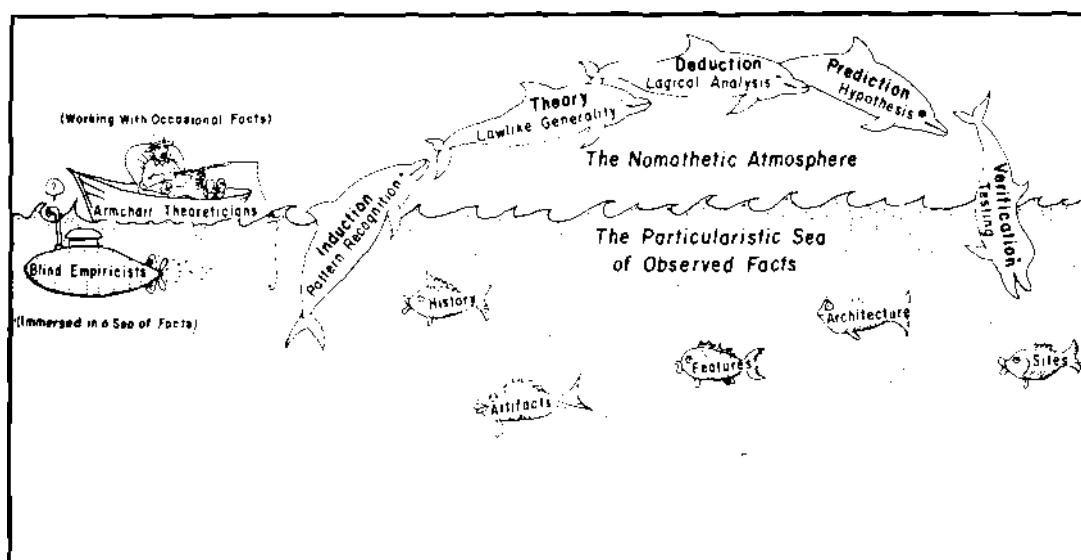 (Working With Occasional Facts)
?
Armchair Theoreticians
Blind Empiricists
(Immersed in a Sea of Facts)
Induction
Pattern Recognition
Theory
Lawlike Generality
Deduction
Logical Analysis
Prediction
Hypothesis
Verification
Testing
The Nomothetic Atmosphere
The Particularistic Sea
of Observed Facts
History
Artifacts
Features
Architecture
Sites